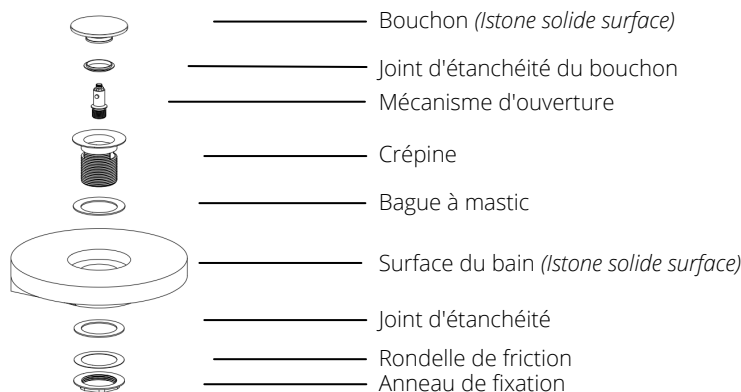 Bouchon (Istone solide surface)
Joint d'étanchéité du bouchon
Mécanisme d'ouverture
Crépine
Bague à mastic
Surface du bain (Istone solide surface)
Joint d'étanchéité
Rondelle de friction
Anneau de fixation